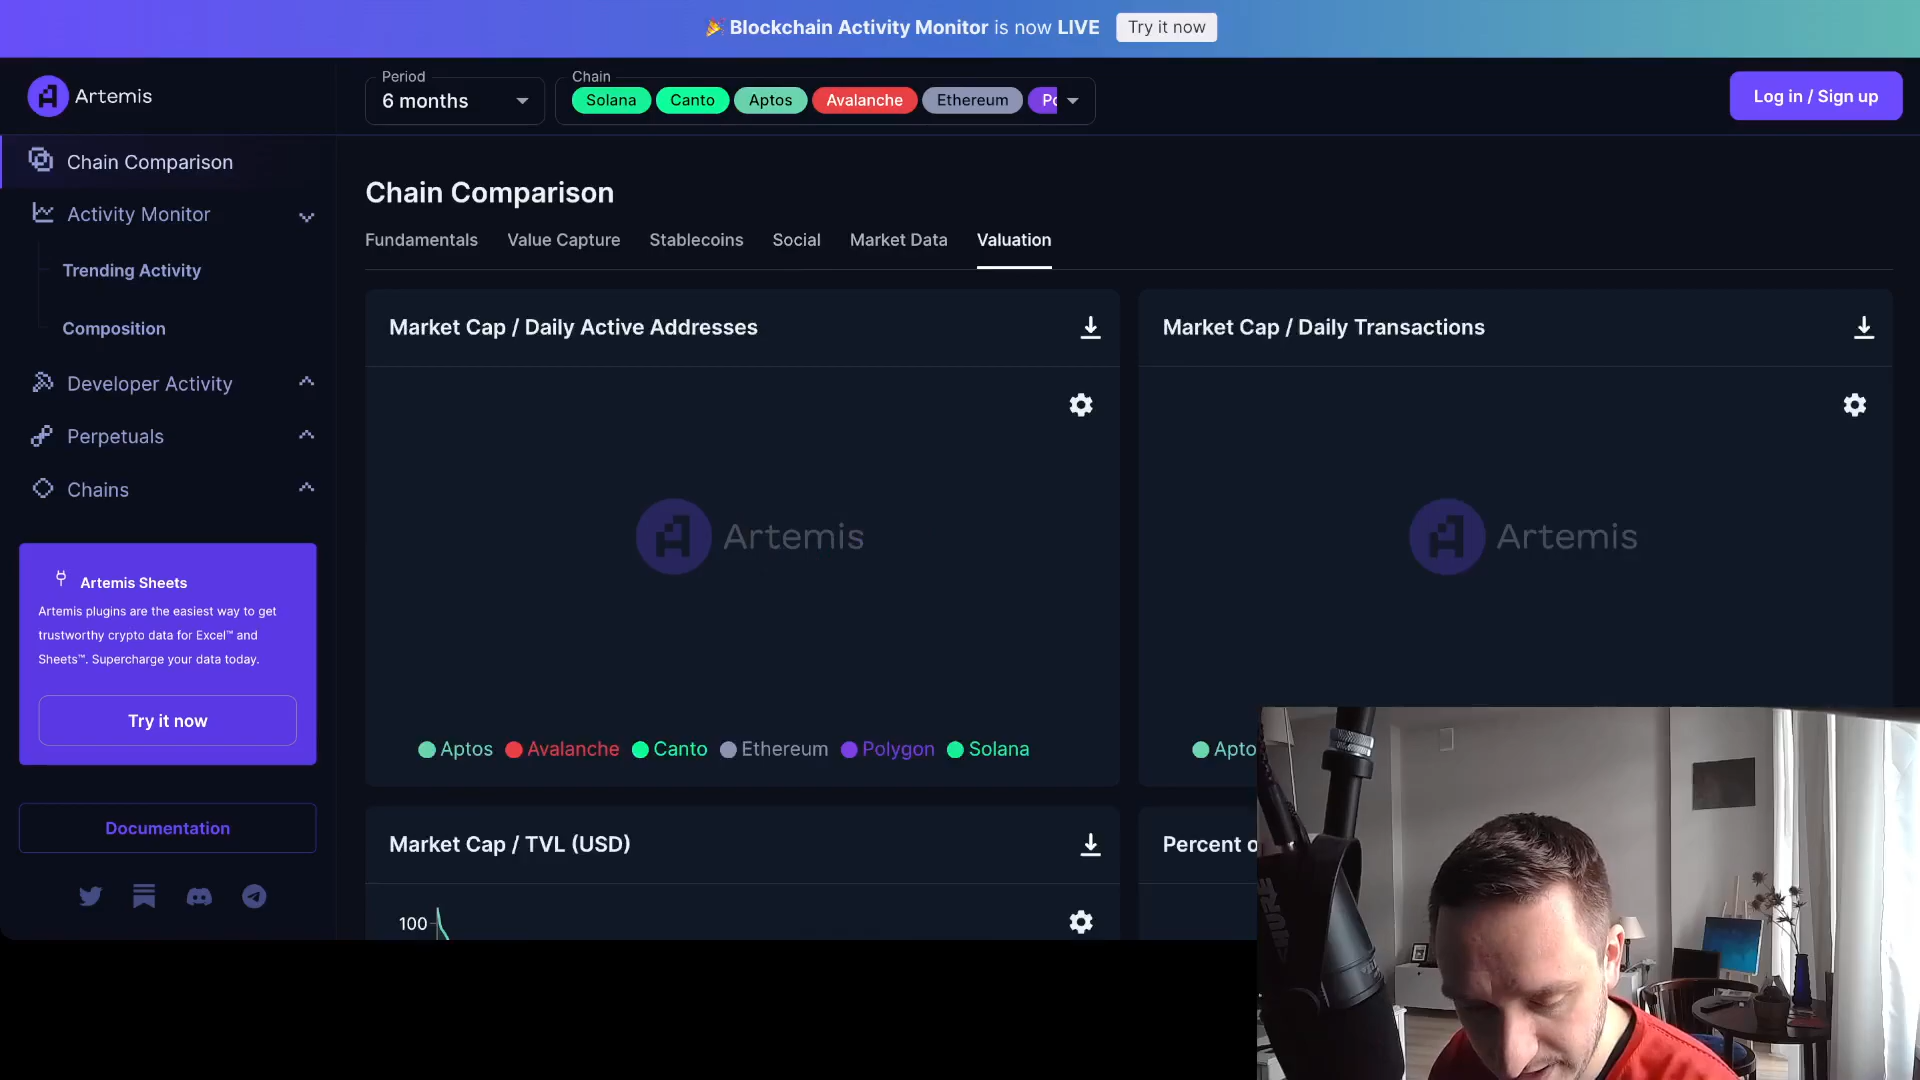 🎉 Blockchain Activity Monitor is now LIVE
Try it now
Artemis
Period
6 months
Chain
Solana
Canto
Aptos
Avalanche
Ethereum
Log in / Sign up
Chain Comparison
Activity Monitor
Trending Activity
Composition
Developer Activity
Perpetuals
Chains
Artemis Sheets
Artemis plugins are the easiest way to get
trustworthy crypto data for Excel™ and
Sheets™. Supercharge your data today.
Try it now
Documentation
Chain Comparison
Fundamentals
Value Capture
Stablecoins
Social
Market Data
Valuation
Market Cap / Daily Active Addresses
Artemis
Aptos
Avalanche
Canto
Ethereum
Polygon
Solana
Market Cap / Daily Transactions
Artemis
Apto
Market Cap / TVL (USD)
100
Percent o
SHURE